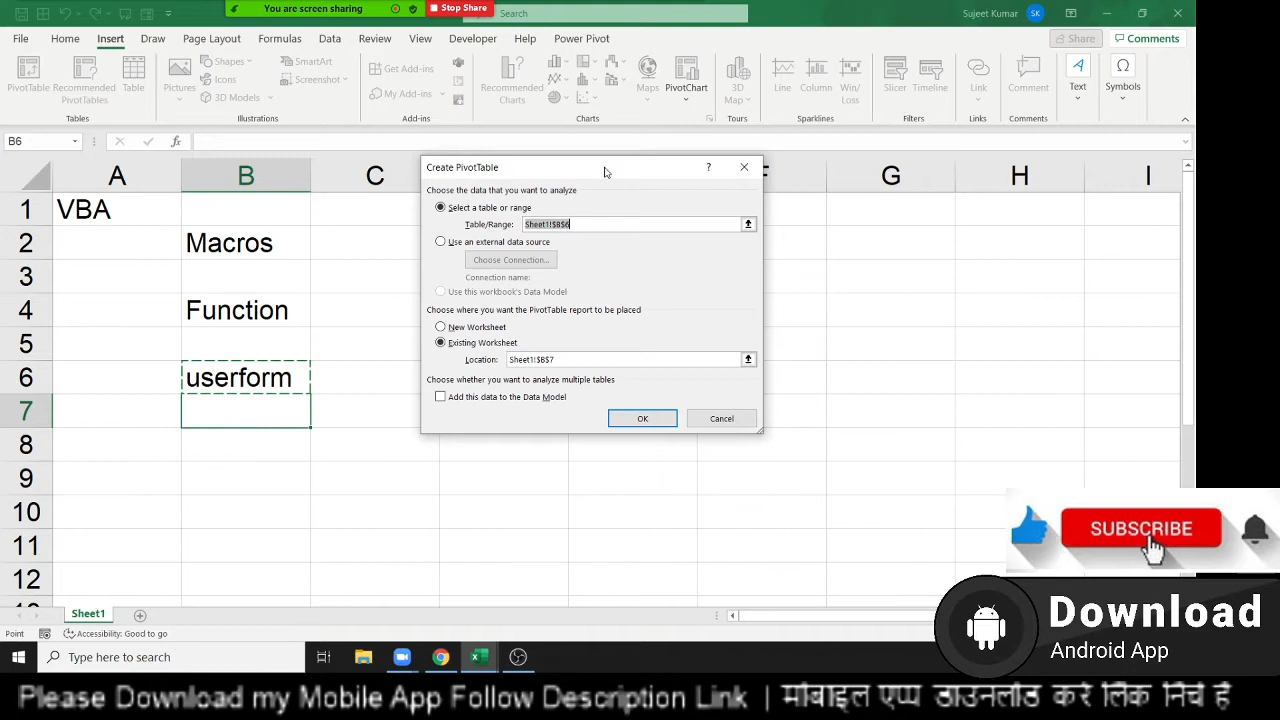 You are screen sharing
Stop Share
Search
Sujeet Kumar
SK
File Home Insert Draw Page Layout Formulas Data Review View Developer Help Power Pivot
Share
Comments
PivotTable
Recommended PivotTables
Table
Tables
Pictures
Shapes
Icons
3D Models
SmartArt
Screenshot
Illustrations
Get Add-ins
My Add-ins
Add-ins
Recommended Charts
Maps
PivotChart
Charts
3D Map
Tours
Line
Column
Win/Loss
Sparklines
Slicer
Timeline
Filters
Link
Links
Comment
Comments
Text
Symbols
B6
fx
A B C F G H I
1 VBA
2 Macros
3
4 Function
5
6 userform
7
8
9
10
11
12
Create PivotTable
?
Choose the data that you want to analyze
Select a table or range
Table/Range: Sheet1!$B$6
Use an external data source
Choose Connection...
Connection name:
Use this workbook's Data Model
Choose where you want the PivotTable report to be placed
New Worksheet
Existing Worksheet
Location: Sheet1!$B$7
Choose whether you want to analyze multiple tables
Add this data to the Data Model
OK Cancel
SUBSCRIBE
Download
Android App
Sheet1
Point
Accessibility: Good to go
Type here to search
Please Download my Mobile App Follow Description Link | मोबाइल एप्प डाउनलोड करे लिंक निचे है